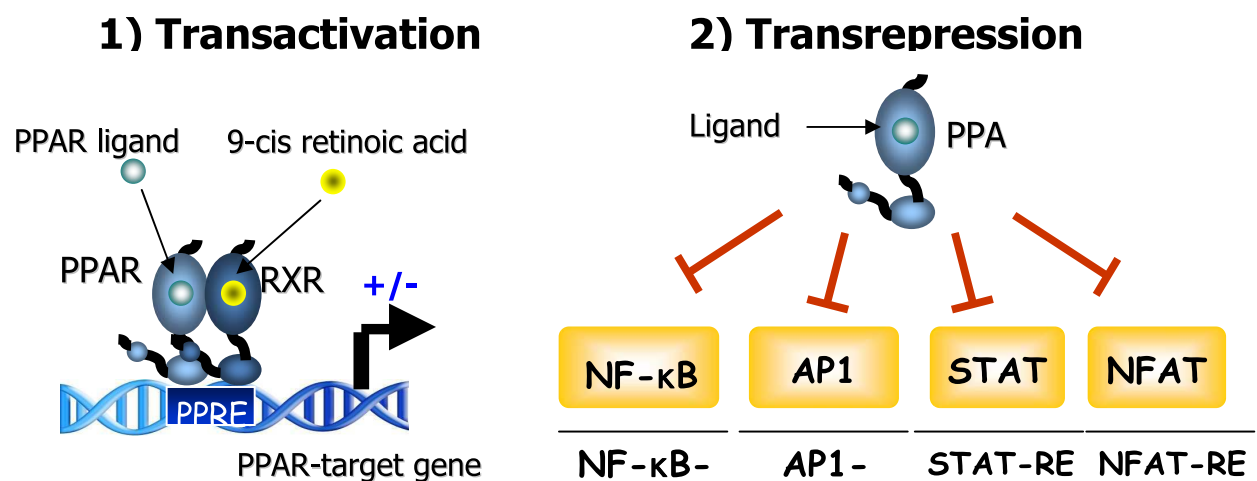 1) Transactivation
PPAR ligand
9-cis retinoic acid
PPAR
RXR
+/-
PPRE
PPAR-target gene
2) Transrepression
Ligand
PPA
NF-κB
AP1
STAT
NFAT
NF-κB-
AP1-
STAT-RE
NFAT-RE